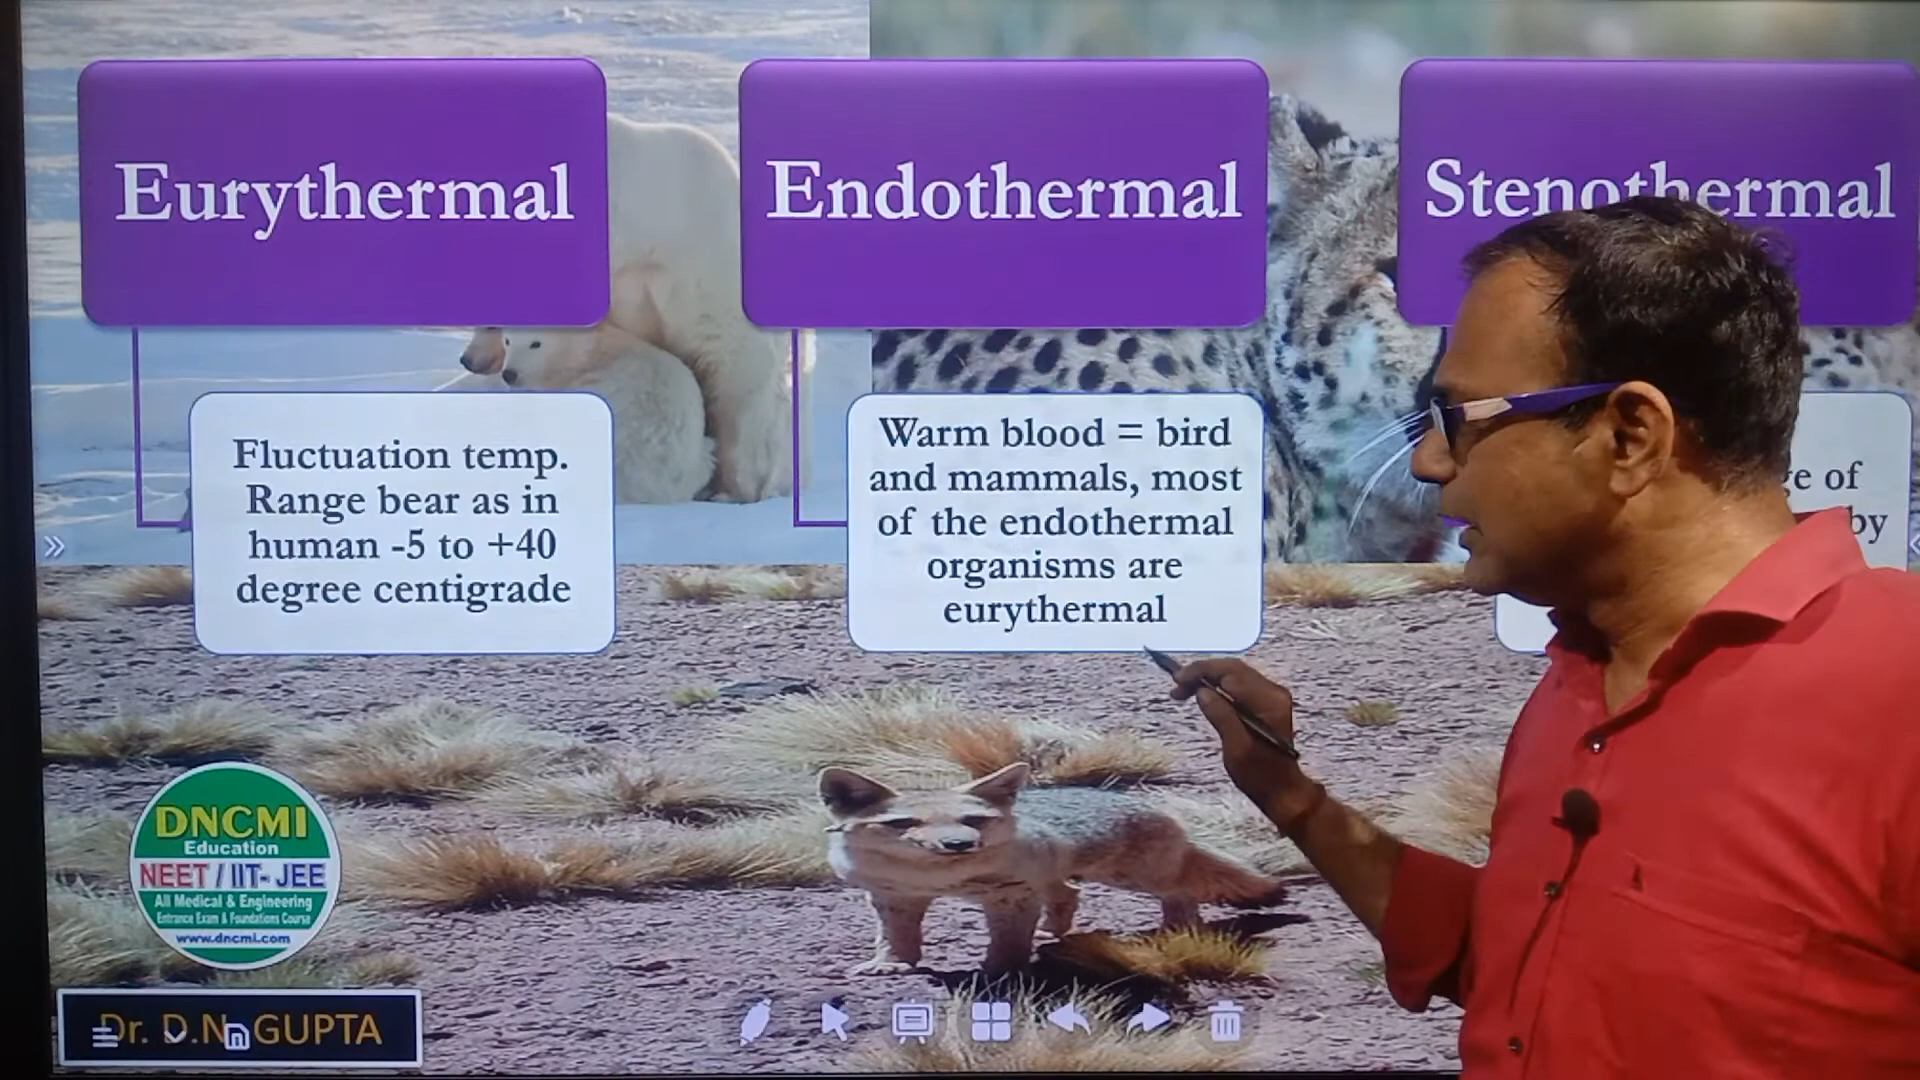 Eurythermal
Fluctuation temp.
Range bear as in
human -5 to +40
degree centigrade
Endothermal
Warm blood = bird
and mammals, most
of the endothermal
organisms are
eurythermal
Stenothermal
of
by
DNCMI
Education
NEET / IIT-JEE
All Medical & Engineering
Entrance Exam & Foundations Course
www.dncmi.com
Dr. D.N. GUPTA